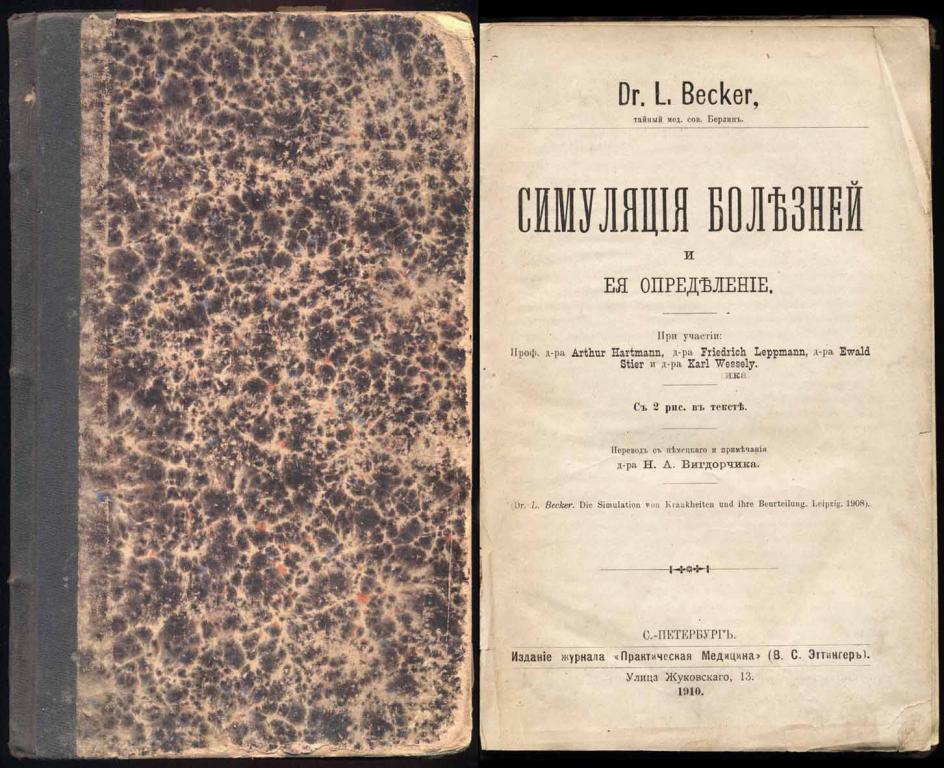 Dr. L. Becker,
тайный мед. сов. Берлинъ.
СИМУЛЯЦІЯ БОЛѢЗНЕЙ
И
ЕЯ ОПРЕДѢЛЕНІЕ.
При участіи:
Проф. д-ра Arthur Hartmann, д-ра Friedrich Leppmann, д-ра Ewald
Stier и д-ра Karl Wessely.
Съ 2 рис. въ текстѣ.
Переводъ съ нѣмецкаго и примѣчанія
д-ра Н. А. Вигдорчика.
(Dr. L. Becker. Die Simulation von Krankheiten und ihre Beurteilung. Leipzig. 1908).
С.-ПЕТЕРБУРГЪ.
Изданіе журнала «Практическая Медицина» (В. С. Эттингеръ).
Улица Жуковскаго, 13.
1910.